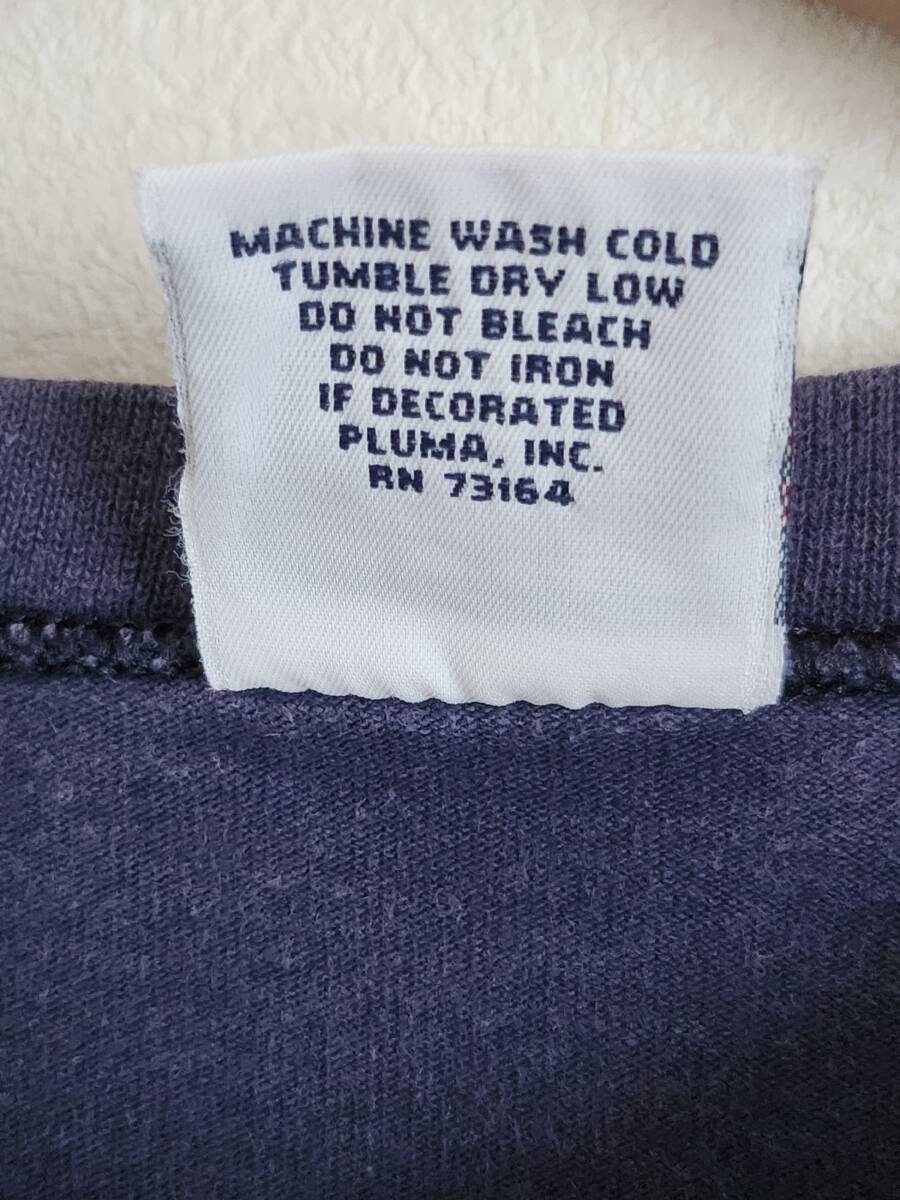 MACHINE WASH COLD
TUMBLE DRY LOW
DO NOT BLEACH
DO NOT IRON
IF DECORATED
PLUMA, INC.
RN 73164